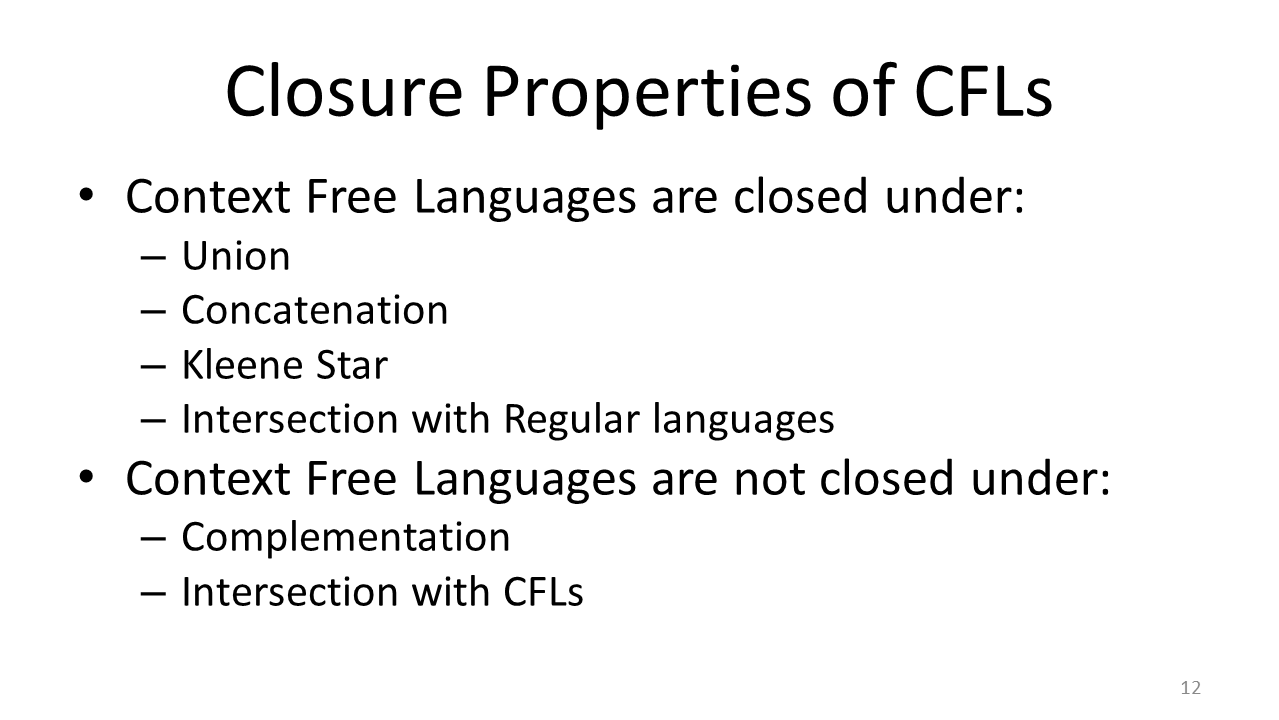 Closure Properties of CFLs
• Context Free Languages are closed under:
– Union
– Concatenation
– Kleene Star
– Intersection with Regular languages
• Context Free Languages are not closed under:
– Complementation
– Intersection with CFLs
12